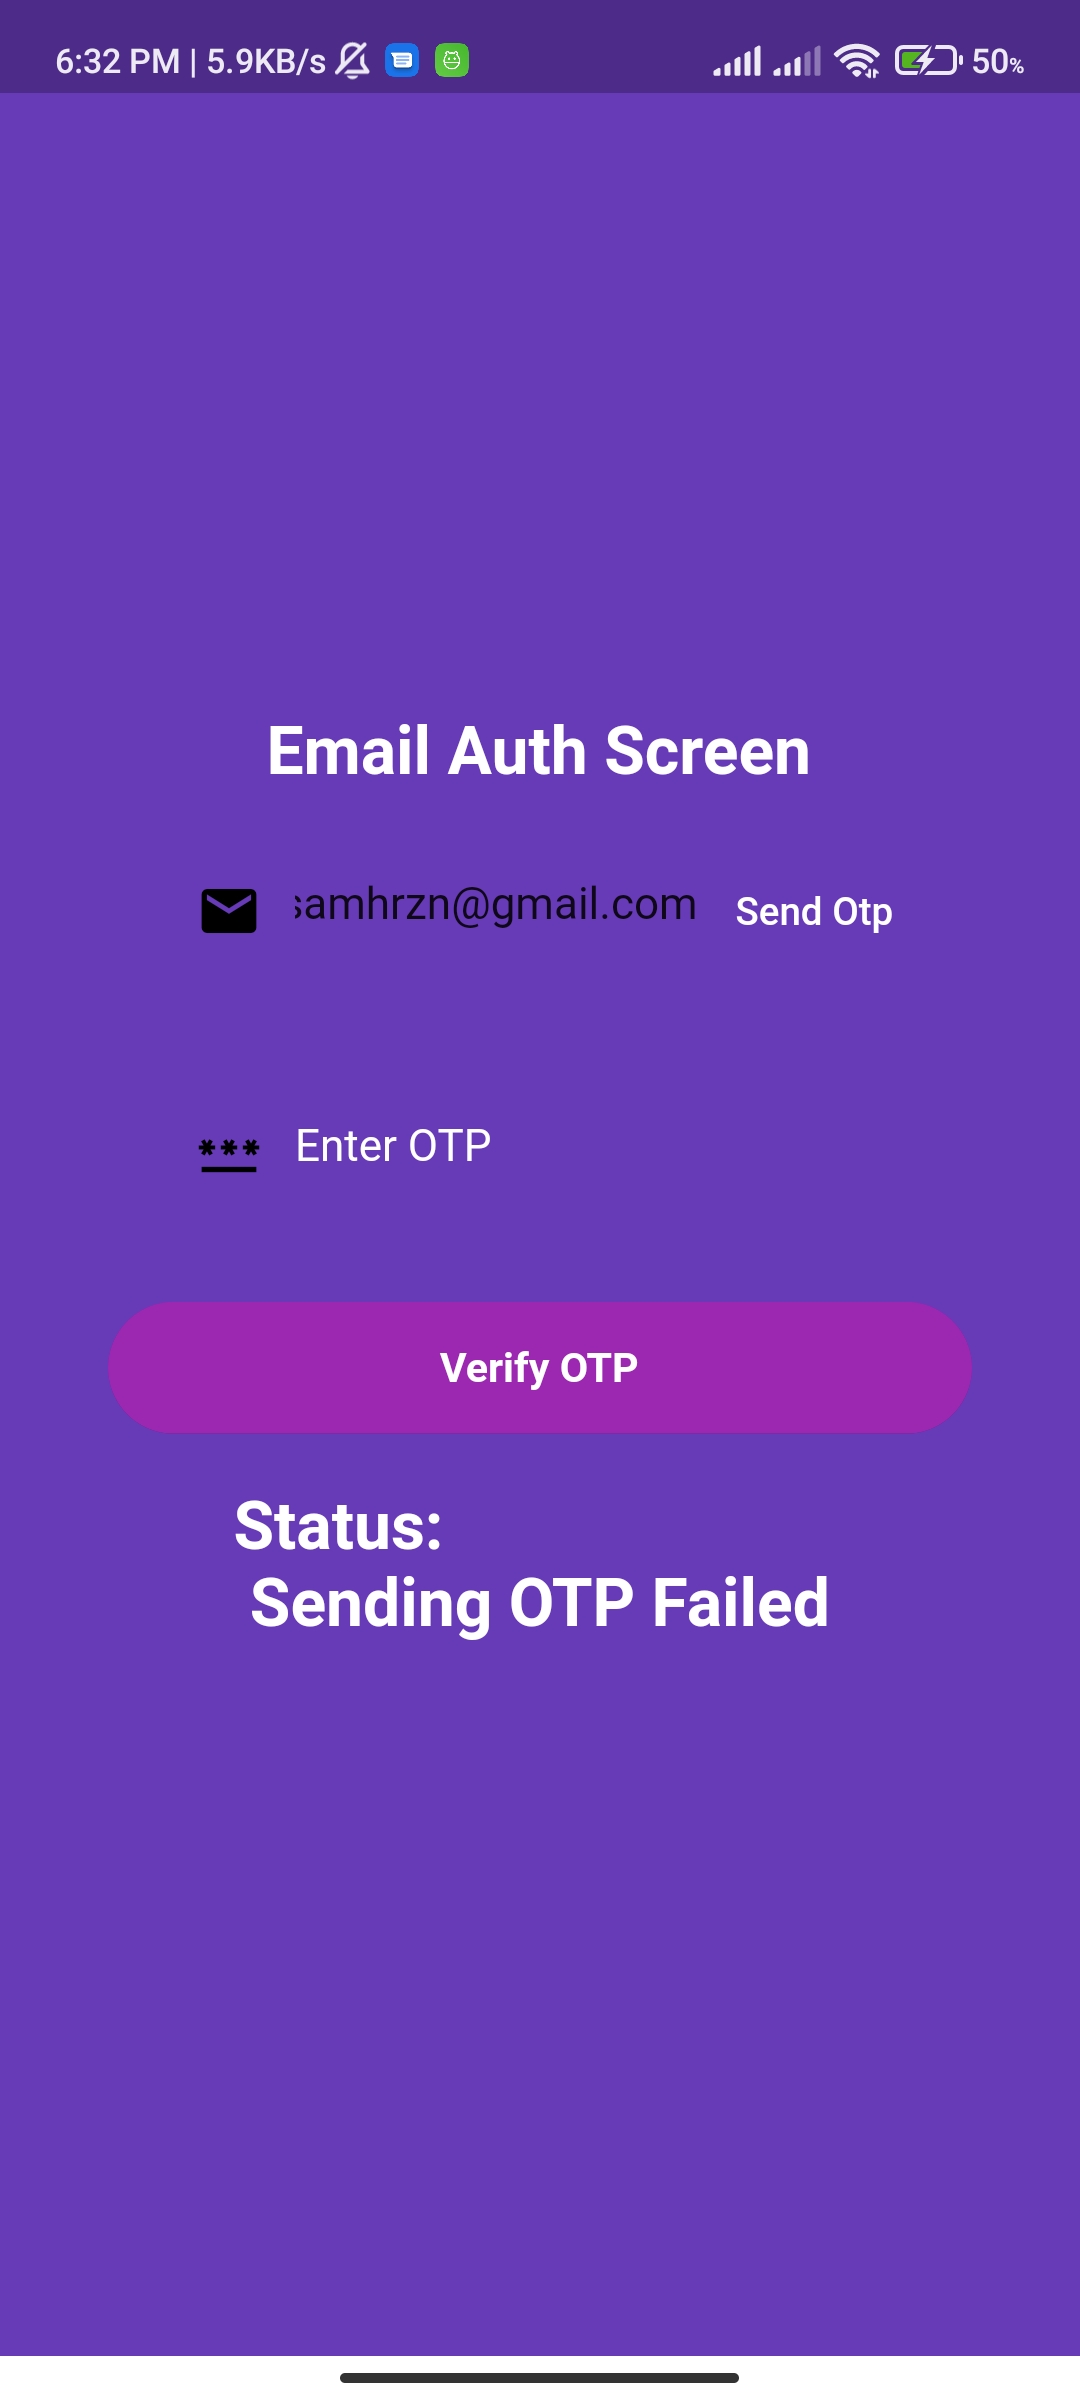 6:32 PM | 5.9KB/s 50%
Email Auth Screen
samhrzn@gmail.com Send Otp
*** Enter OTP
Verify OTP
Status:
Sending OTP Failed